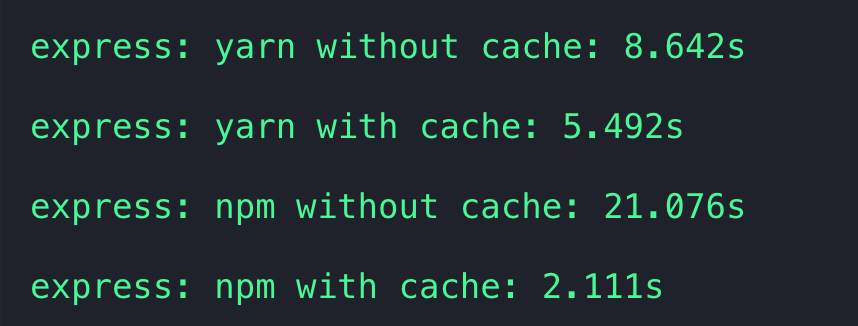 express: yarn without cache: 8.642s
express: yarn with cache: 5.492s
express: npm without cache: 21.076s
express: npm with cache: 2.111s